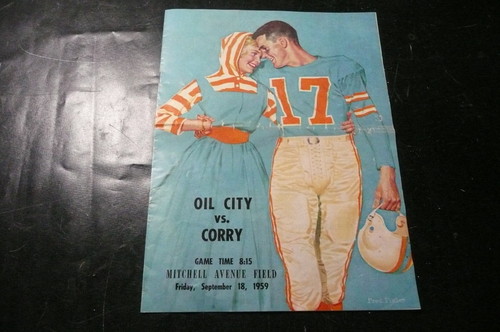 17
OIL CITY
vs.
CORRY
GAME TIME 8:15
MITCHELL AVENUE FIELD
Friday, September 18, 1959